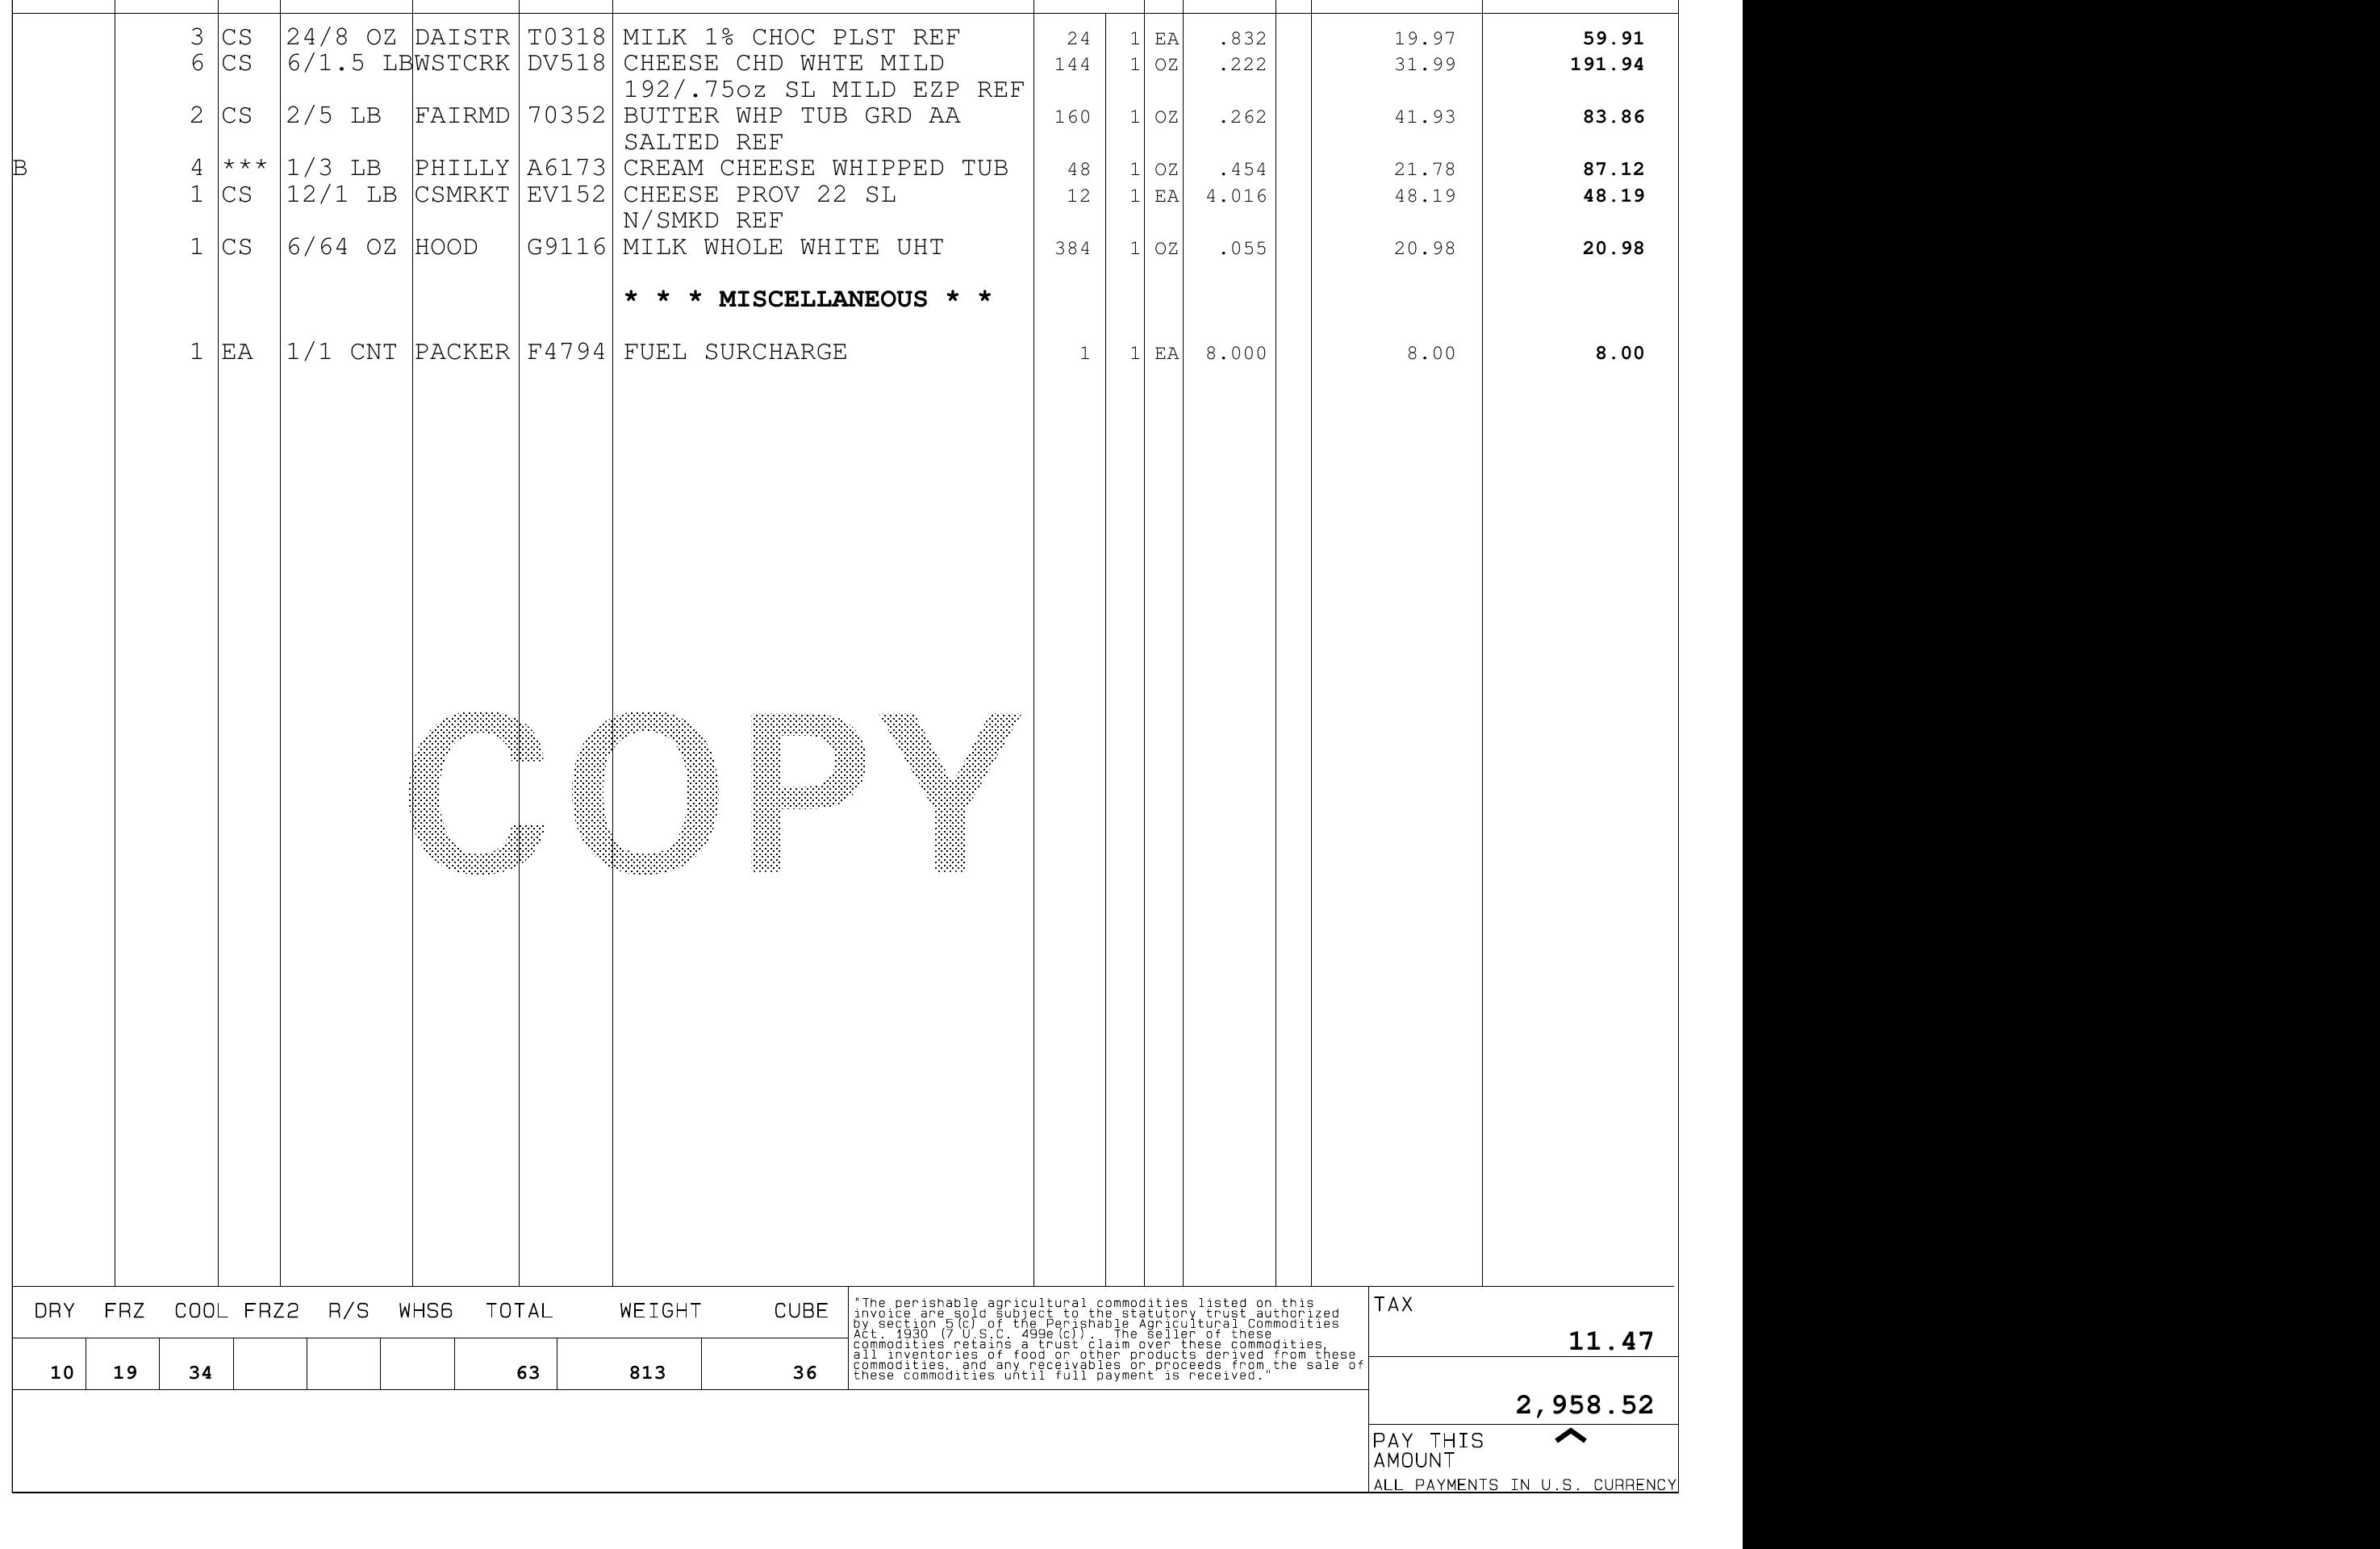 3 CS 24/8 OZ DAISTR T0318 MILK 1% CHOC PLST REF 24 1 EA .832 19.97 59.91
6 CS 6/1.5 LB WSTCRK DV518 CHEESE CHD WHTE MILD 144 1 OZ .222 31.99 191.94
192/.75oz SL MILD EZP REF
2 CS 2/5 LB FAIRMD 70352 BUTTER WHP TUB GRD AA 160 1 OZ .262 41.93 83.86
SALTED REF
B 4 *** 1/3 LB PHILLY A6173 CREAM CHEESE WHIPPED TUB 48 1 OZ .454 21.78 87.12
1 CS 12/1 LB CSMRKT EV152 CHEESE PROV 22 SL 12 1 EA 4.016 48.19 48.19
N/SMKD REF
1 CS 6/64 OZ HOOD G9116 MILK WHOLE WHITE UHT 384 1 OZ .055 20.98 20.98
* * * MISCELLANEOUS * *
1 EA 1/1 CNT PACKER F4794 FUEL SURCHARGE 1 1 EA 8.000 8.00 8.00
COPY
DRY FRZ COOL FRZ2 R/S WHS6 TOTAL WEIGHT CUBE
10 19 34 63 813 36
"The perishable agricultural commodities listed on this
invoice are sold subject to the statutory trust authorized
by section 5(c) of the Perishable Agricultural Commodities
Act. 1930 (7 U.S.C. 499e(c)). The seller of these
commodities retains a trust claim over these commodities,
all inventories of food or other products derived from these
commodities, and any receivables or proceeds from the sale of
these commodities until full payment is received."
TAX
11.47
2,958.52
PAY THIS
AMOUNT
ALL PAYMENTS IN U.S. CURRENCY